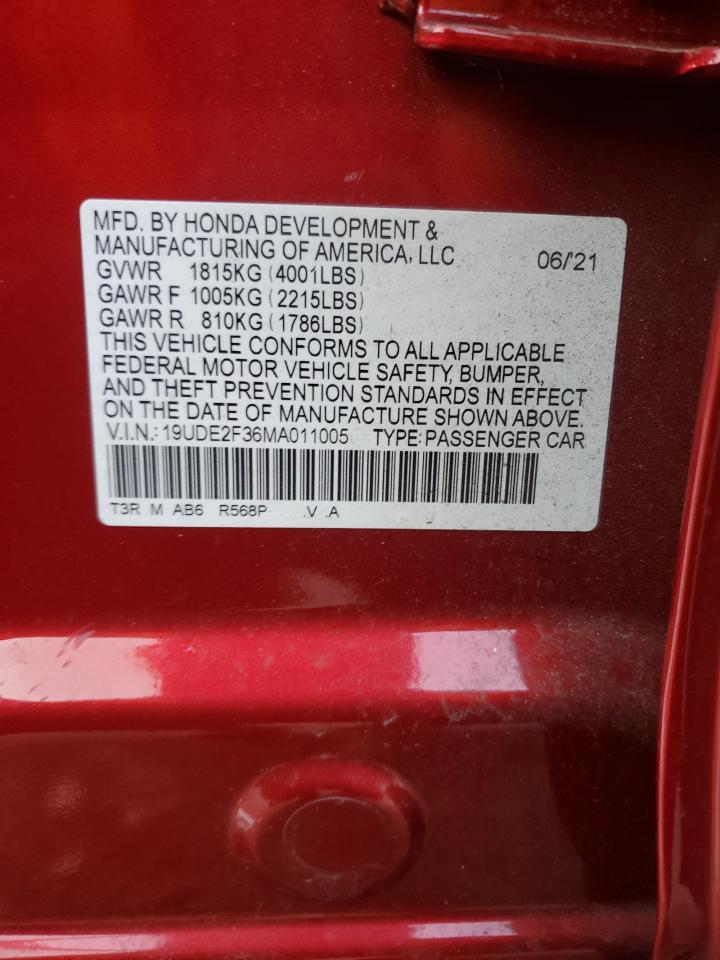 MFD. BY HONDA DEVELOPMENT &
MANUFACTURING OF AMERICA, LLC 06/'21
GVWR 1815KG (4001LBS)
GAWR F 1005KG (2215LBS)
GAWR R 810KG (1786LBS)
THIS VEHICLE CONFORMS TO ALL APPLICABLE
FEDERAL MOTOR VEHICLE SAFETY, BUMPER,
AND THEFT PREVENTION STANDARDS IN EFFECT
ON THE DATE OF MANUFACTURE SHOWN ABOVE.
V.I.N.: 19UDE2F36MA011005 TYPE: PASSENGER CAR
T3R M AB6 R568P .V .A